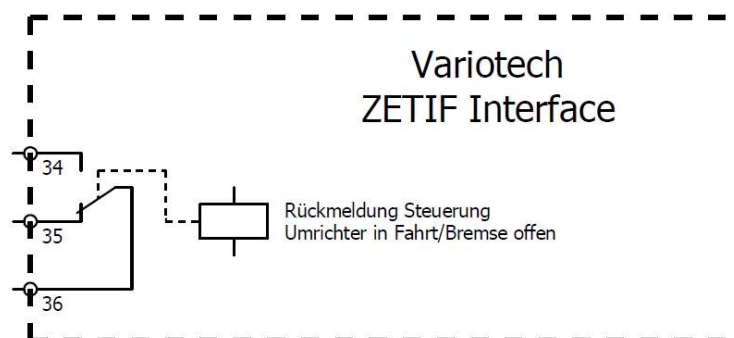 Variotech
ZETIF Interface
34
35
36
Rückmeldung Steuerung
Umrichter in Fahrt/Bremse offen